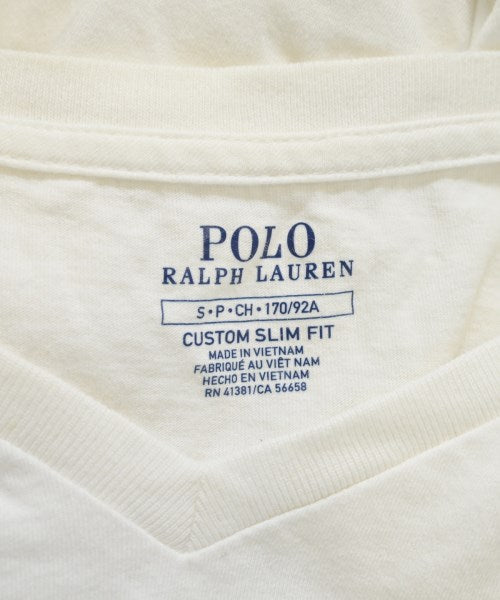 POLO
RALPH LAUREN
S•P•CH•170/92A
CUSTOM SLIM FIT
MADE IN VIETNAM
FABRIQUÉ AU VIÊT NAM
HECHO EN VIETNAM
RN 41381/CA 56658